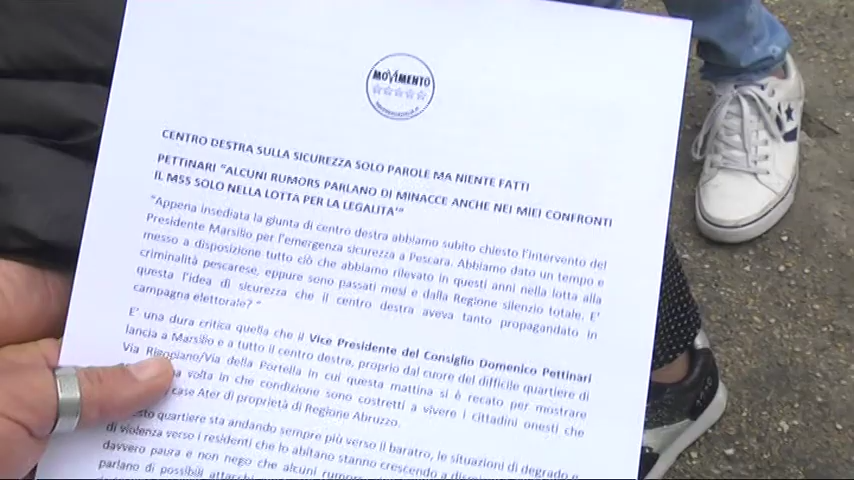 MOVIMENTO
CENTRO DESTRA SULLA SICUREZZA SOLO PAROLE MA NIENTE FATTI
PETTINARI "ALCUNI RUMORS PARLANO DI MINACCE ANCHE NEI MIEI CONFRONTI
IL M5S SOLO NELLA LOTTA PER LA LEGALITA'"
"Appena insediata la giunta di centro destra abbiamo subito chiesto l'intervento del
Presidente Marsilio per l'emergenza sicurezza a Pescara. Abbiamo dato un tempo e
messo a disposizione tutto ciò che abbiamo rilevato in questi anni nella lotta alla
criminalità pescarese, eppure sono passati mesi e dalla Regione silenzio totale. E'
questa l'idea di sicurezza che il centro destra aveva tanto propagandato in
campagna elettorale? "
E' una dura critica quella che il Vice Presidente del Consiglio Domenico Pettinari
lancia a Marsilio e a tutto il centro destra, proprio dal cuore del difficile quartiere di
Via Rigopiano/Via della Portella in cui questa mattina si è recato per mostrare
volta in che condizione sono costretti a vivere i cittadini onesti che
case Ater di proprietà di Regione Abruzzo.
quartiere sta andando sempre più verso il baratro, le situazioni di degrado e
di violenza verso i residenti che lo abitano stanno crescendo a
davvero paura e non nego che alcuni
parlano di possibili